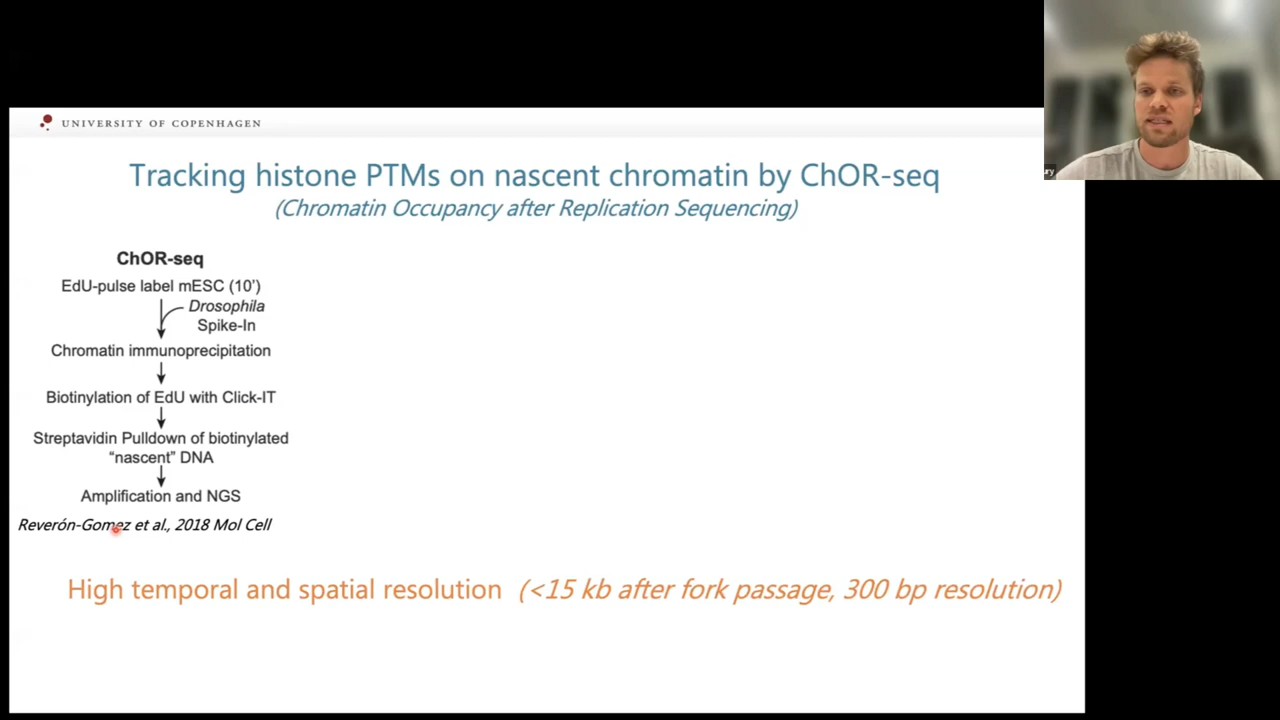 UNIVERSITY OF COPENHAGEN
Tracking histone PTMs on nascent chromatin by ChOR-seq
(Chromatin Occupancy after Replication Sequencing)
ChOR-seq
EdU-pulse label mESC (10’)
Drosophila
Spike-In
Chromatin immunoprecipitation
Biotinylation of EdU with Click-IT
Streptavidin Pulldown of biotinylated
“nascent” DNA
Amplification and NGS
Reverón-Gomez et al., 2018 Mol Cell
High temporal and spatial resolution (<15 kb after fork passage, 300 bp resolution)